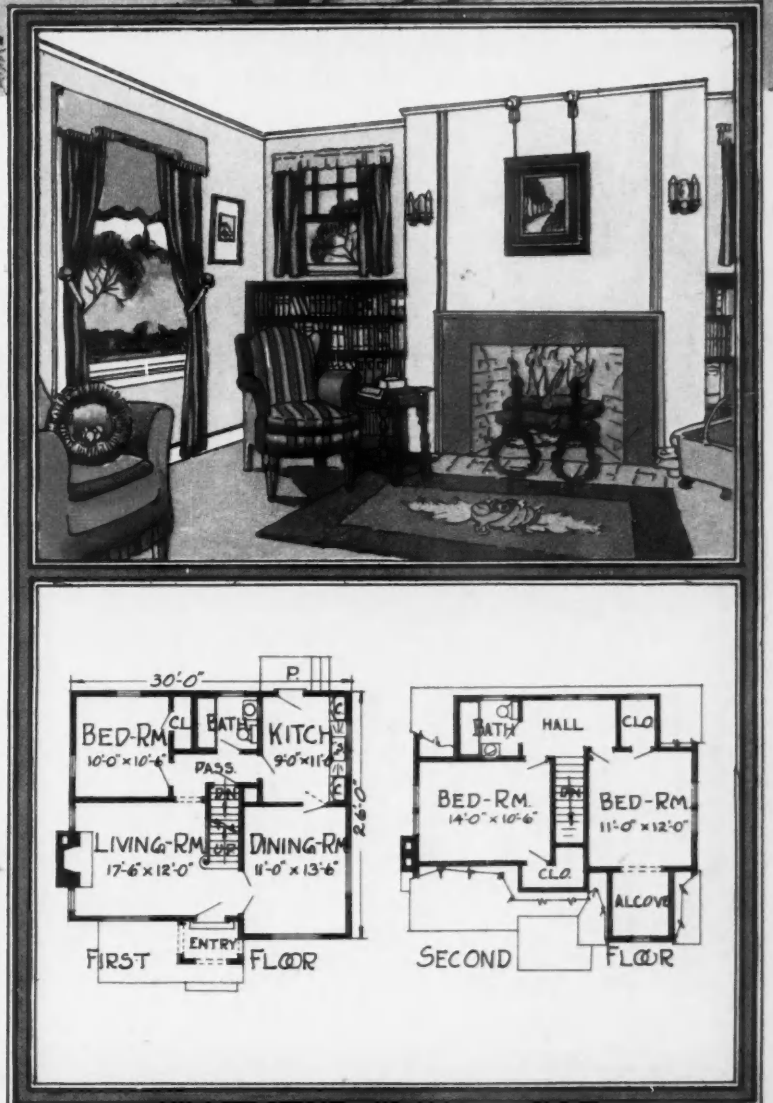 30'-0"
P.
BED-RM
10'-0" x 10'-6"
CL.
BATH
KITCH
9'-0" x 11'-0"
C
C
PASS.
DN
UP
LIVING-RM
17'-6" x 12'-0"
DINING-RM
11'-0" x 13'-6"
26'-0"
ENTRY
FIRST FLOOR
BATH
HALL
CLO
BED-RM.
14'-0" x 10'-6"
DN
BED-RM
11'-0" x 12'-0"
CLO.
ALCOVE
SECOND FLOOR